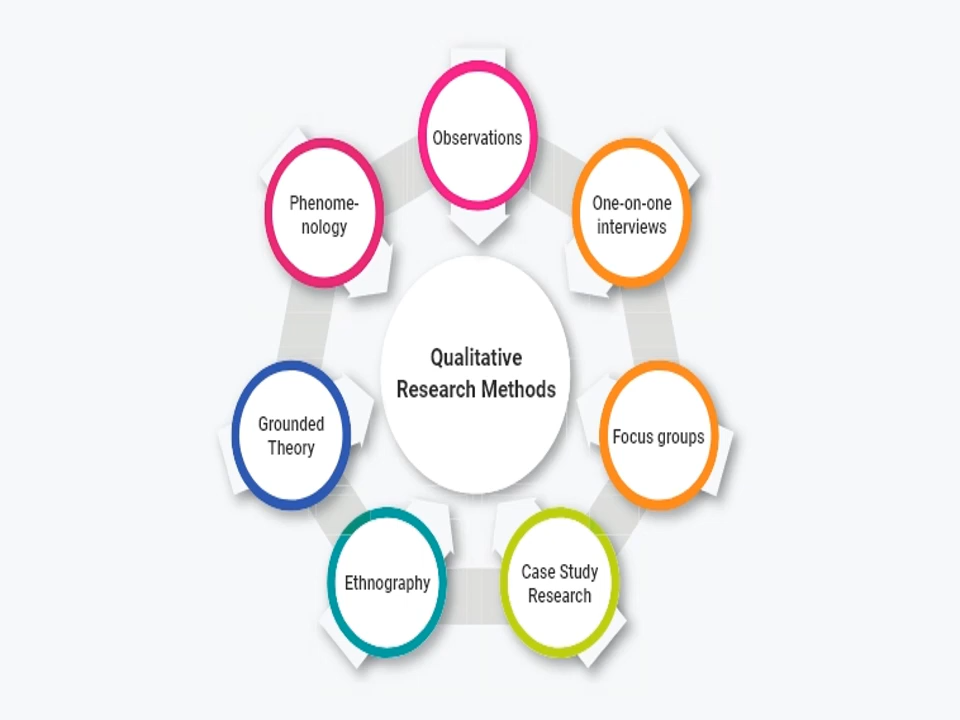 Observations
One-on-one
interviews
Focus groups
Case Study
Research
Ethnography
Grounded
Theory
Phenome-
nology
Qualitative
Research Methods